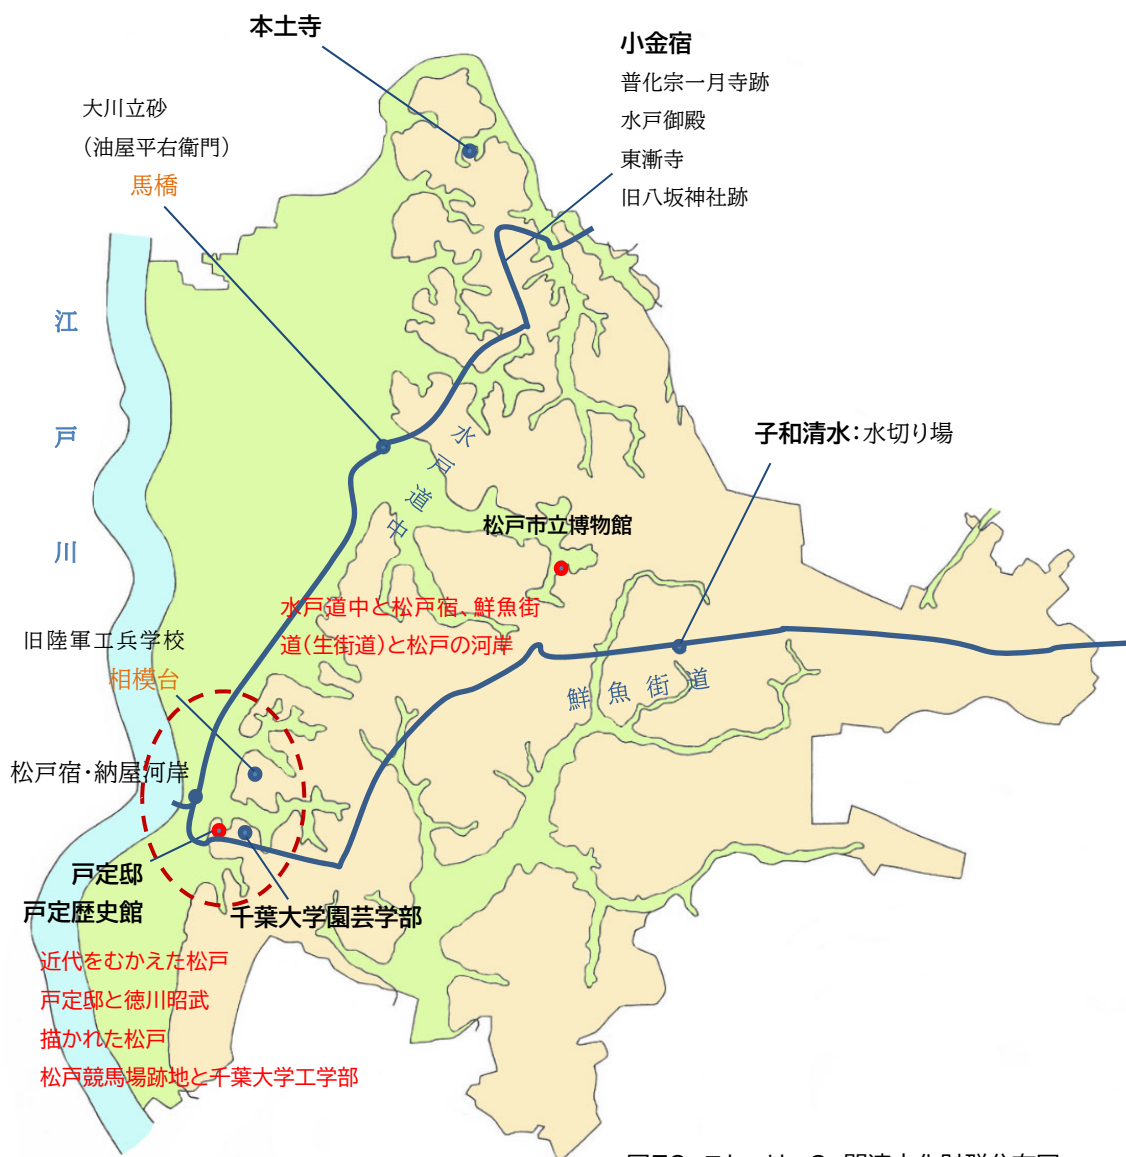 本土寺
小金宿
普化宗一月寺跡
水戸御殿
東漸寺
旧八坂神社跡
大川立砂
(油屋平右衛門)
馬橋
江戸川
水戸道中
子和清水:水切り場
松戸市立博物館
水戸道中と松戸宿、鮮魚街
道(生街道)と松戸の河岸
旧陸軍工兵学校
相模台
鮮魚街道
松戸宿・納屋河岸
戸定邸
戸定歴史館
千葉大学園芸学部
近代をむかえた松戸
戸定邸と徳川昭武
描かれた松戸
松戸競馬場跡地と千葉大学工学部